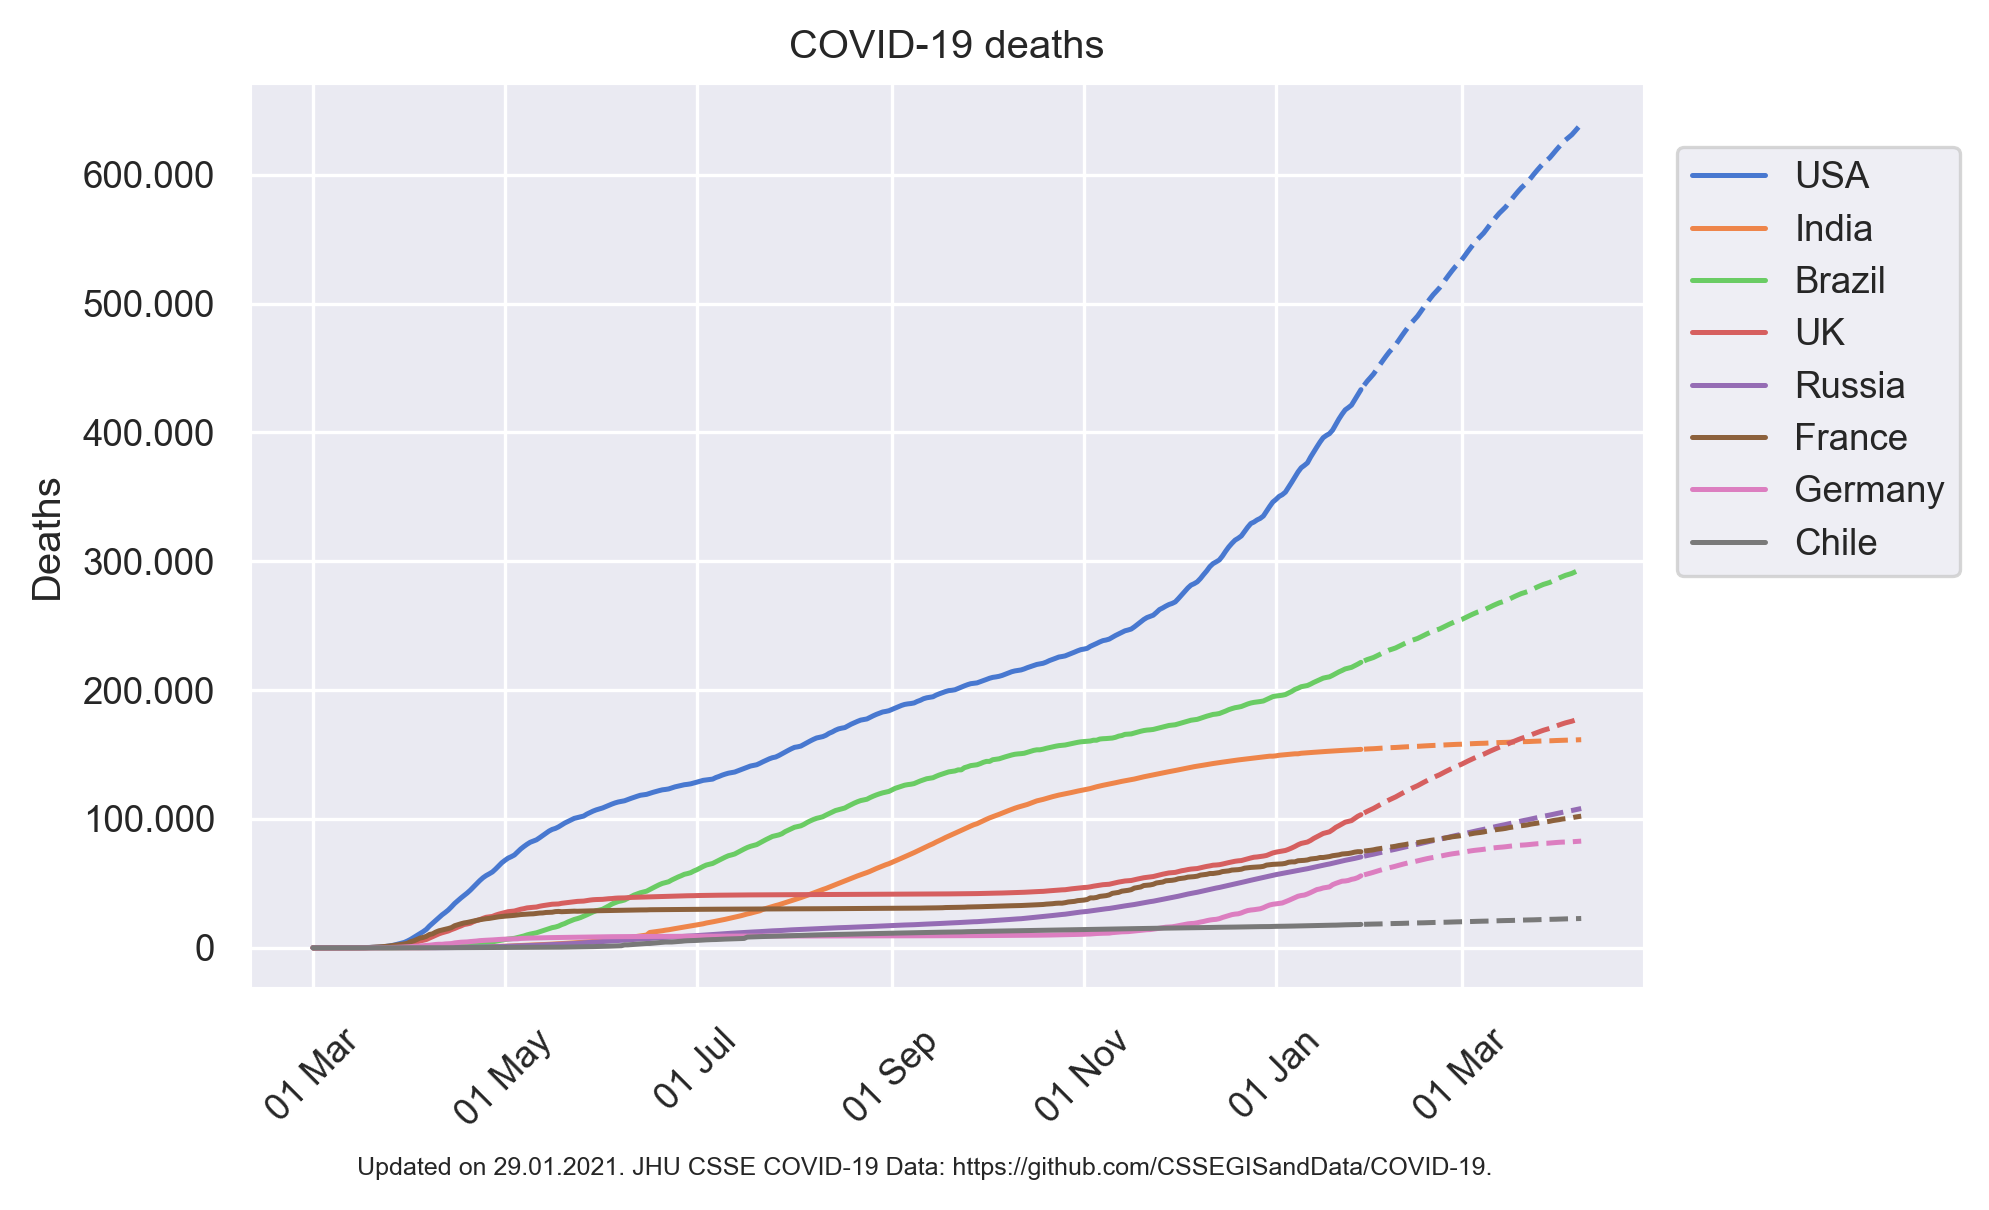 COVID-19 deaths
600.000
500.000
400.000
300.000
200.000
100.000
0
Deaths
01 Mar
01 May
01 Jul
01 Sep
01 Nov
01 Jan
01 Mar
USA
India
Brazil
UK
Russia
France
Germany
Chile
Updated on 29.01.2021. JHU CSSE COVID-19 Data: https://github.com/CSSEGISandData/COVID-19.